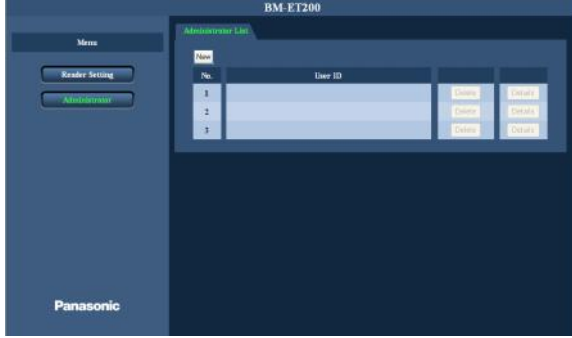 BM-ET200
Menu
Reader Setting
Administrator
Administrator List
New
No. User ID
1 Delete Details
2 Delete Details
3 Delete Details
Panasonic